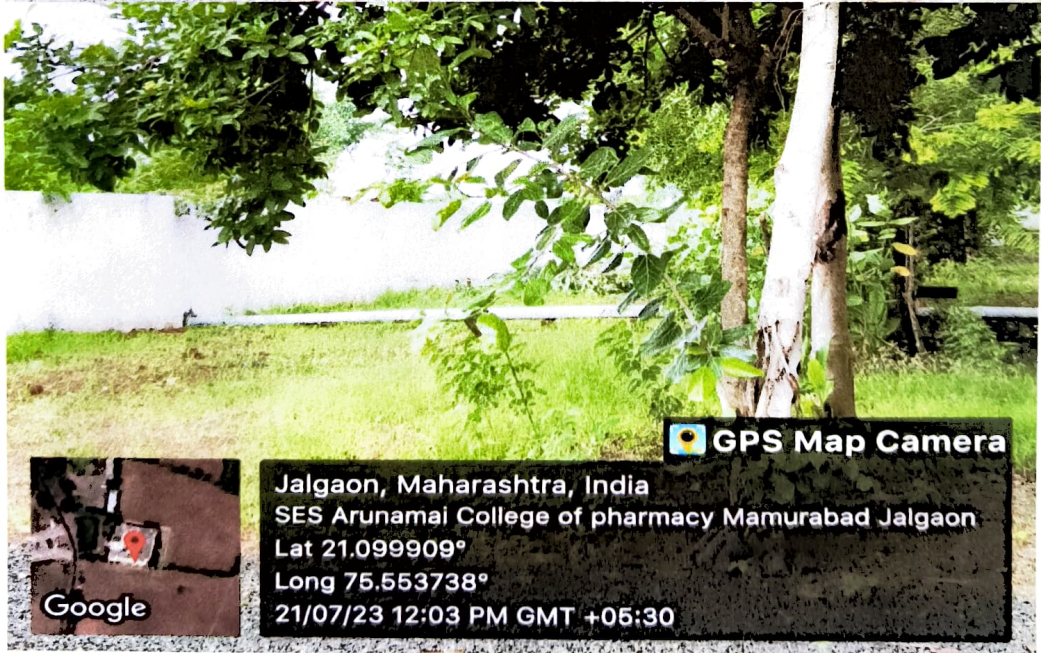 GPS Map Camera
Jalgaon, Maharashtra, India
SES Arunamai College of pharmacy Mamurabad Jalgaon
Lat 21.099909°
Long 75.553738°
21/07/23 12:03 PM GMT +05:30
Google